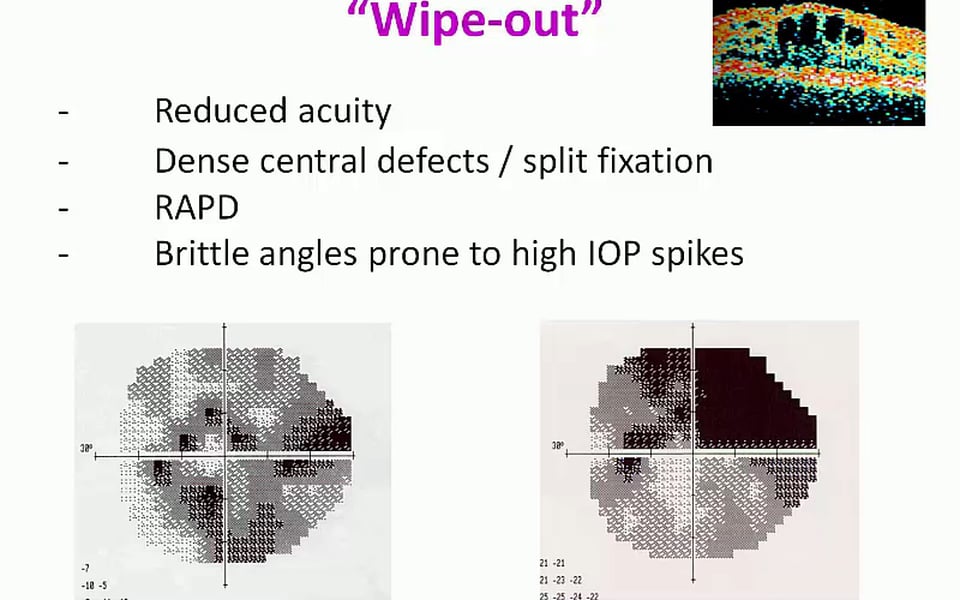 “Wipe-out”
- Reduced acuity
- Dense central defects / split fixation
- RAPD
- Brittle angles prone to high IOP spikes
30°
30°
-7
-10 -5
21 -21
21 -23 -22
25 -25 -24 -22